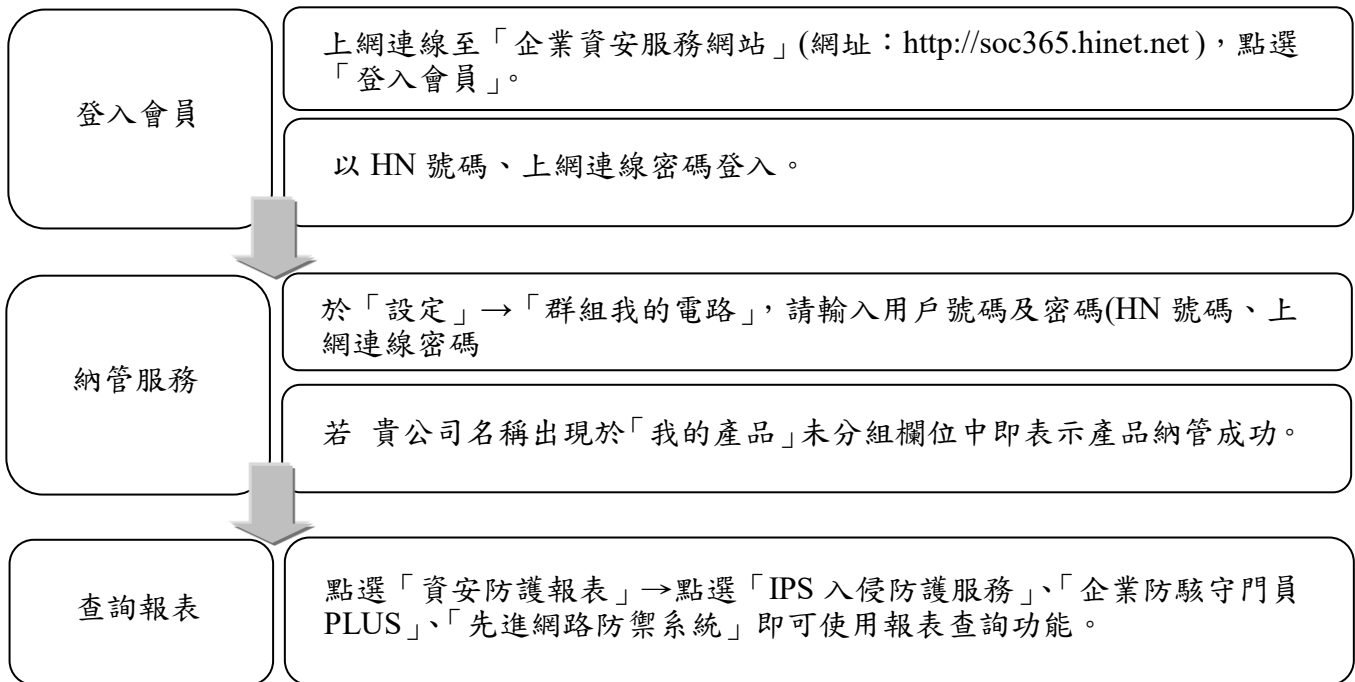 登入會員
上網連線至「企業資安服務網站」(網址：http://soc365.hinet.net )，點選
「登入會員」。
以 HN 號碼、上網連線密碼登入。
納管服務
於「設定」→「群組我的電路」，請輸入用戶號碼及密碼(HN 號碼、上
網連線密碼
若 貴公司名稱出現於「我的產品」未分組欄位中即表示產品納管成功。
查詢報表
點選「資安防護報表」→點選「IPS 入侵防護服務」、「企業防駭守門員
PLUS」、「先進網路防禦系統」即可使用報表查詢功能。